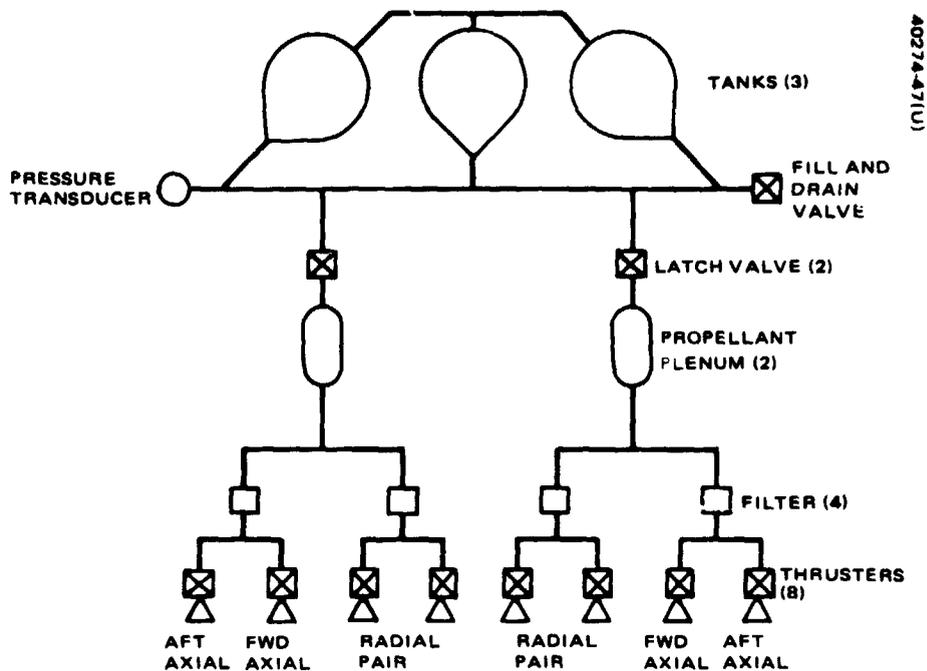 40274-47(U)
TANKS (3)
PRESSURE
TRANSDUCER
FILL AND
DRAIN
VALVE
LATCH VALVE (2)
PROPELLANT
PLENUM (2)
FILTER (4)
THRUSTERS
(8)
AFT
AXIAL
FWD
AXIAL
RADIAL
PAIR
RADIAL
PAIR
FWD
AXIAL
AFT
AXIAL